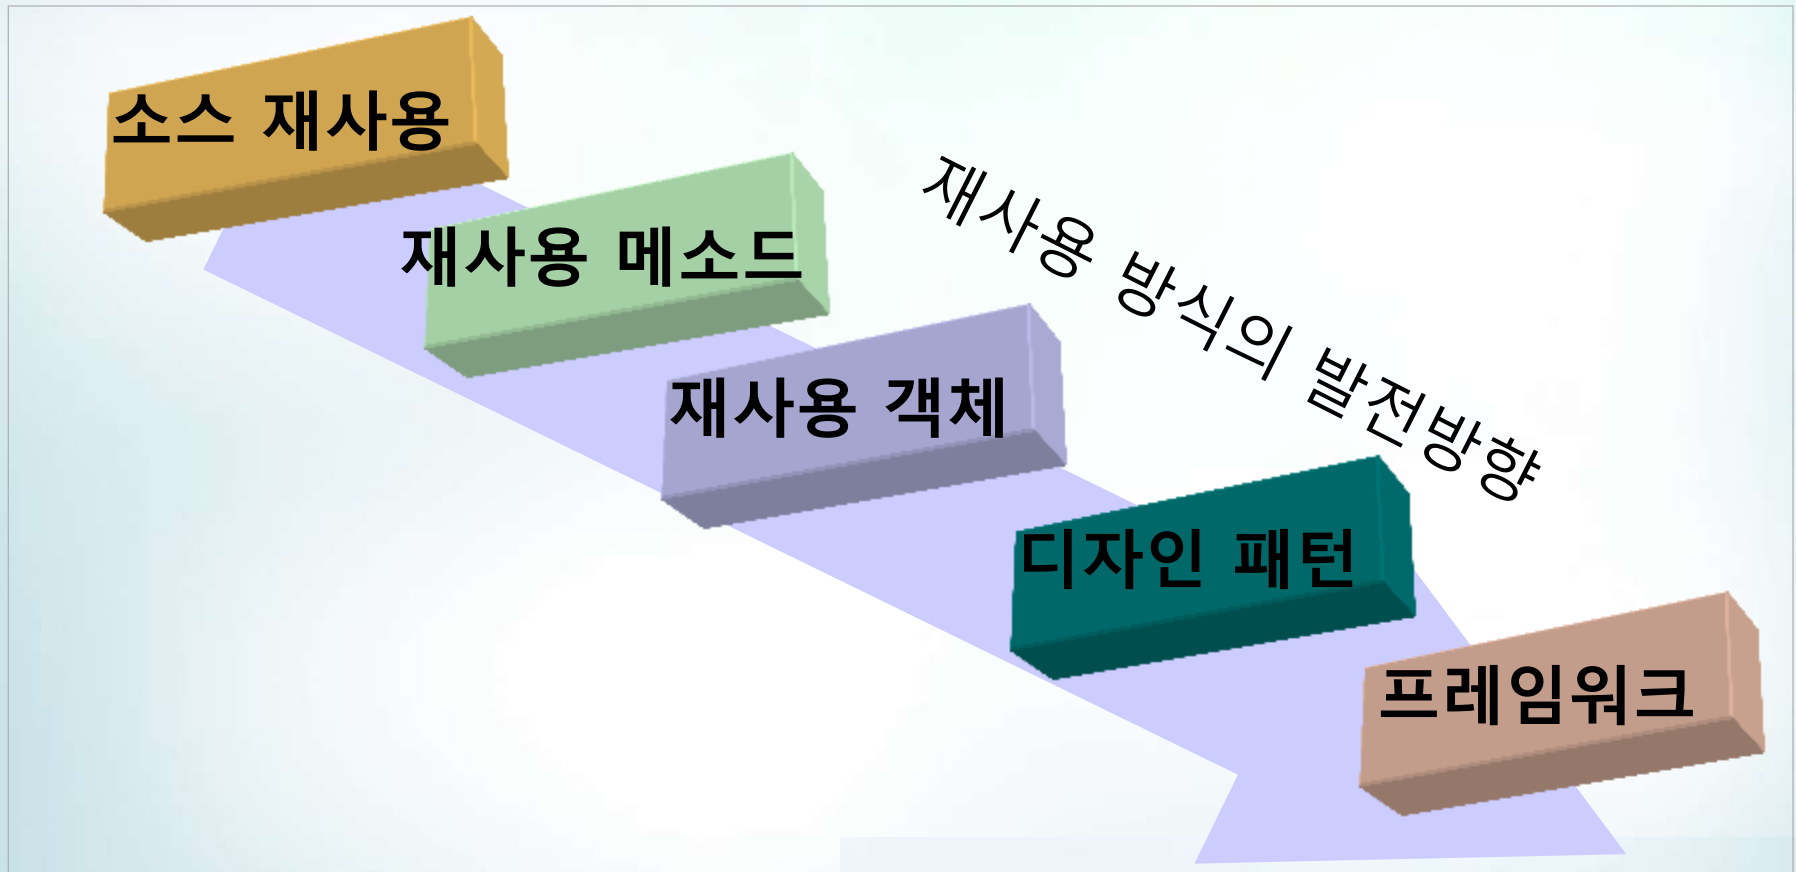 소스 재사용
재사용 메소드
재사용 방식의 발전방향
재사용 객체
디자인 패턴
프레임워크